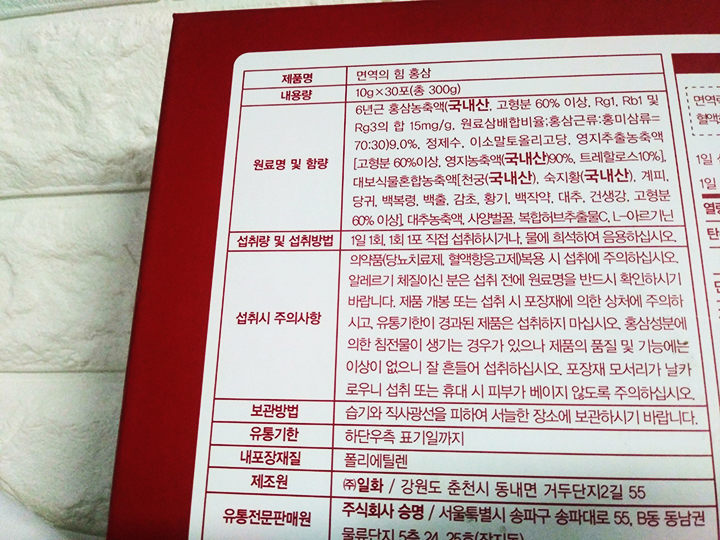 제품명 면역의 힘 홍삼
내용량 10g×30포(총 300g)
원료명 및 함량
6년근 홍삼농축액(국내산, 고형분 60% 이상, Rg1, Rb1 및
Rg3의 합 15mg/g, 원료삼배합비율:홍삼근류:홍미삼류=
70:30)9.0%, 정제수, 이소말토올리고당, 영지추출농축액
[고형분 60%이상, 영지농축액(국내산)90%, 트레할로스10%],
대보식물혼합농축액[천궁(국내산), 숙지황(국내산), 계피,
당귀, 백복령, 백출, 감초, 황기, 백작약, 대추, 건생강, 고형분
60% 이상], 대추농축액, 사양벌꿀, 복합허브추출물C, L-아르기닌
섭취량 및 섭취방법 1일 1회, 1회 1포 직접 섭취하시거나, 물에 희석하여 음용하십시오.
섭취시 주의사항
의약품(당뇨치료제, 혈액항응고제)복용 시 섭취에 주의하십시오.
알레르기 체질이신 분은 섭취 전에 원료명을 반드시 확인하시기
바랍니다. 제품 개봉 또는 섭취 시 포장재에 의한 상처에 주의하
시고, 유통기한이 경과된 제품은 섭취하지 마십시오. 홍삼성분에
의한 침전물이 생기는 경우가 있으나 제품의 품질 및 기능에는
이상이 없으니 잘 흔들어 섭취하십시오. 포장재 모서리가 날카
로우니 섭취 또는 휴대 시 피부가 베이지 않도록 주의하십시오.
보관방법 습기와 직사광선을 피하여 서늘한 장소에 보관하시기 바랍니다.
유통기한 하단우측 표기일까지
내포장재질 폴리에틸렌
제조원 ㈜일화 / 강원도 춘천시 동내면 거두단지2길 55
유통전문판매원 주식회사 승명 / 서울특별시 송파구 송파대로 55, B동 동남권
물류단지 5층 24, 25호(장지동)
면역
혈액
1일
1일